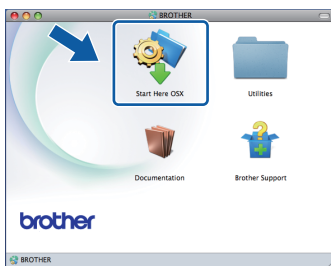 BROTHER
Start Here OSX
Utilities
Documentation
Brother Support
brother
BROTHER